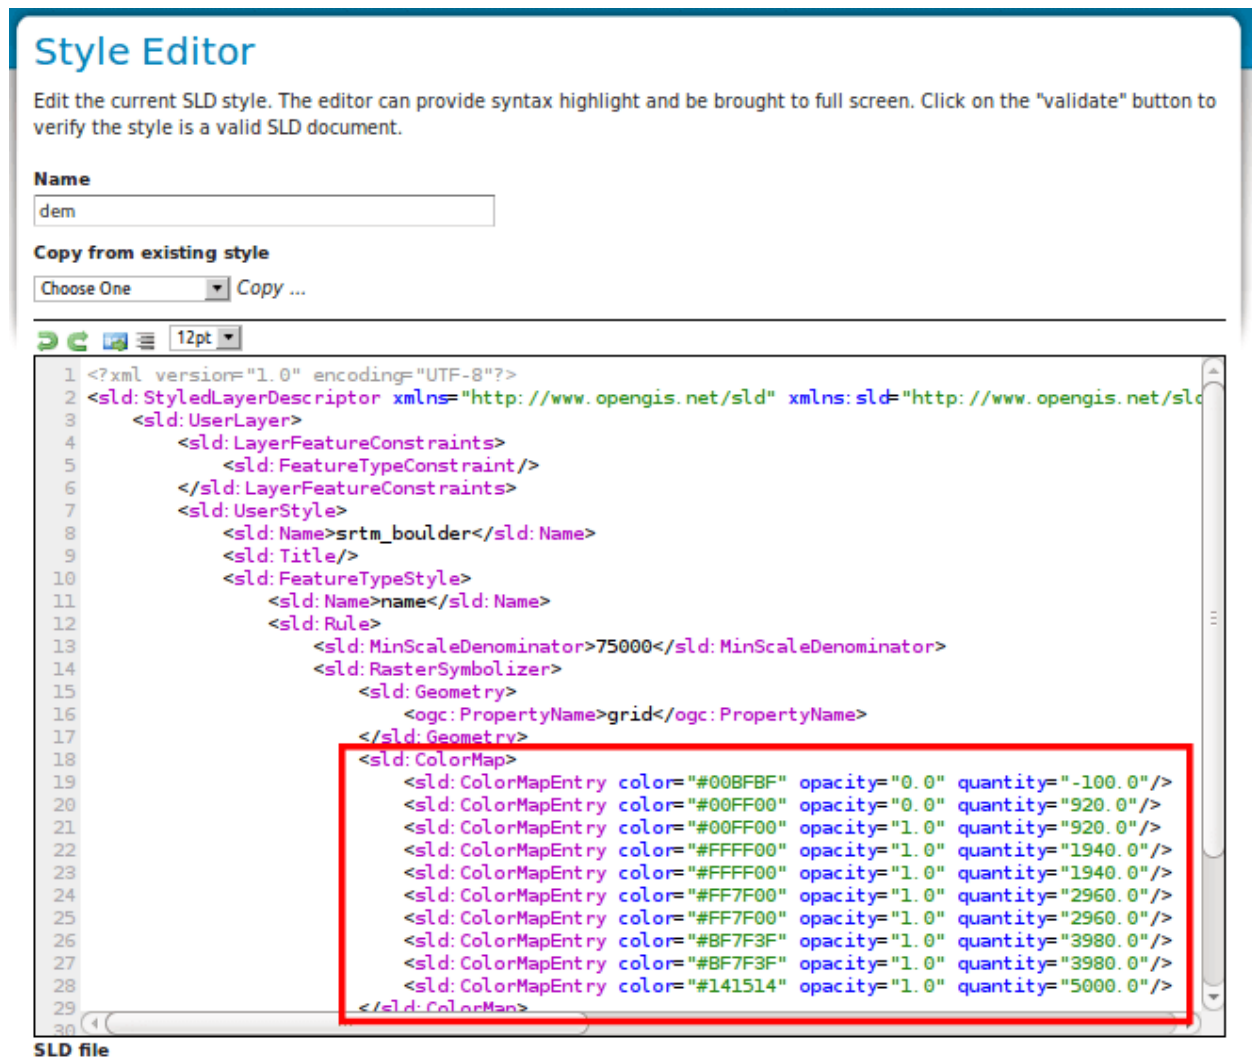 Style Editor
Edit the current SLD style. The editor can provide syntax highlight and be brought to full screen. Click on the "validate" button to
verify the style is a valid SLD document.
Name
dem
Copy from existing style
Choose One Copy ...
12pt
1 <?xml version="1.0" encoding="UTF-8"?>
2 <sld:StyledLayerDescriptor xmlns="http://www.opengis.net/sld" xmlns:sld="http://www.opengis.net/sld
3 <sld:UserLayer>
4 <sld:LayerFeatureConstraints>
5 <sld:FeatureTypeConstraint/>
6 </sld:LayerFeatureConstraints>
7 <sld:UserStyle>
8 <sld:Name>srtm_boulder</sld:Name>
9 <sld:Title/>
10 <sld:FeatureTypeStyle>
11 <sld:Name>name</sld:Name>
12 <sld:Rule>
13 <sld:MinScaleDenominator>75000</sld:MinScaleDenominator>
14 <sld:RasterSymbolizer>
15 <sld:Geometry>
16 <ogc:PropertyName>grid</ogc:PropertyName>
17 </sld:Geometry>
18 <sld:ColorMap>
19 <sld:ColorMapEntry color="#00BFBF" opacity="0.0" quantity="-100.0"/>
20 <sld:ColorMapEntry color="#00FF00" opacity="0.0" quantity="920.0"/>
21 <sld:ColorMapEntry color="#00FF00" opacity="1.0" quantity="920.0"/>
22 <sld:ColorMapEntry color="#FFFF00" opacity="1.0" quantity="1940.0"/>
23 <sld:ColorMapEntry color="#FFFF00" opacity="1.0" quantity="1940.0"/>
24 <sld:ColorMapEntry color="#FF7F00" opacity="1.0" quantity="2960.0"/>
25 <sld:ColorMapEntry color="#FF7F00" opacity="1.0" quantity="2960.0"/>
26 <sld:ColorMapEntry color="#BF7F3F" opacity="1.0" quantity="3980.0"/>
27 <sld:ColorMapEntry color="#BF7F3F" opacity="1.0" quantity="3980.0"/>
28 <sld:ColorMapEntry color="#141514" opacity="1.0" quantity="5000.0"/>
29 </sld:ColorMap>
30
SLD file